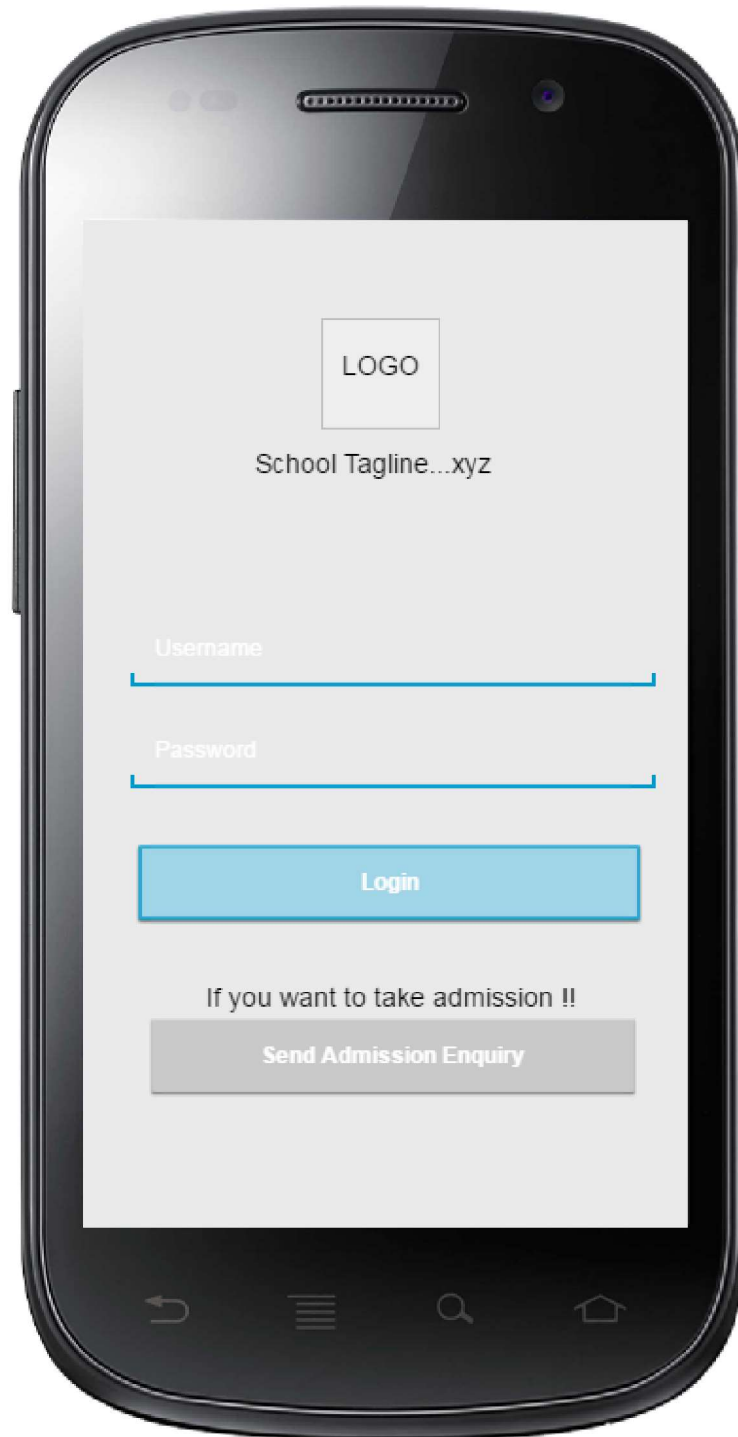 LOGO
School Tagline...xyz
Username
Password
Login
If you want to take admission !!
Send Admission Enquiry